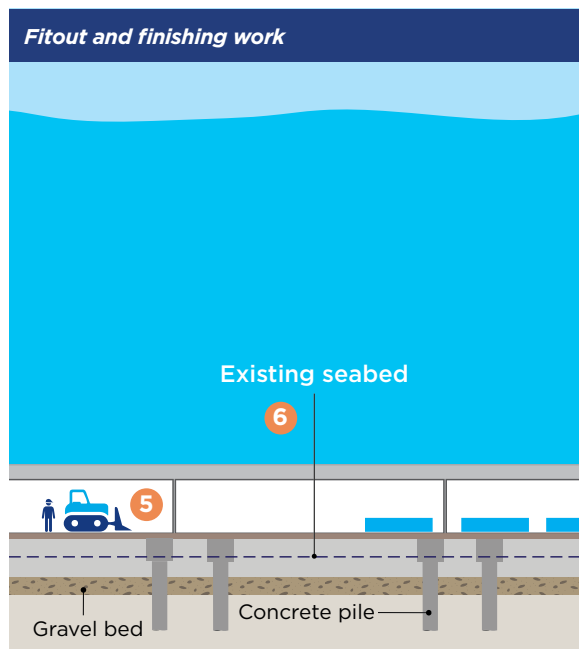 Fitout and finishing work
Existing seabed
6
5
Concrete pile
Gravel bed